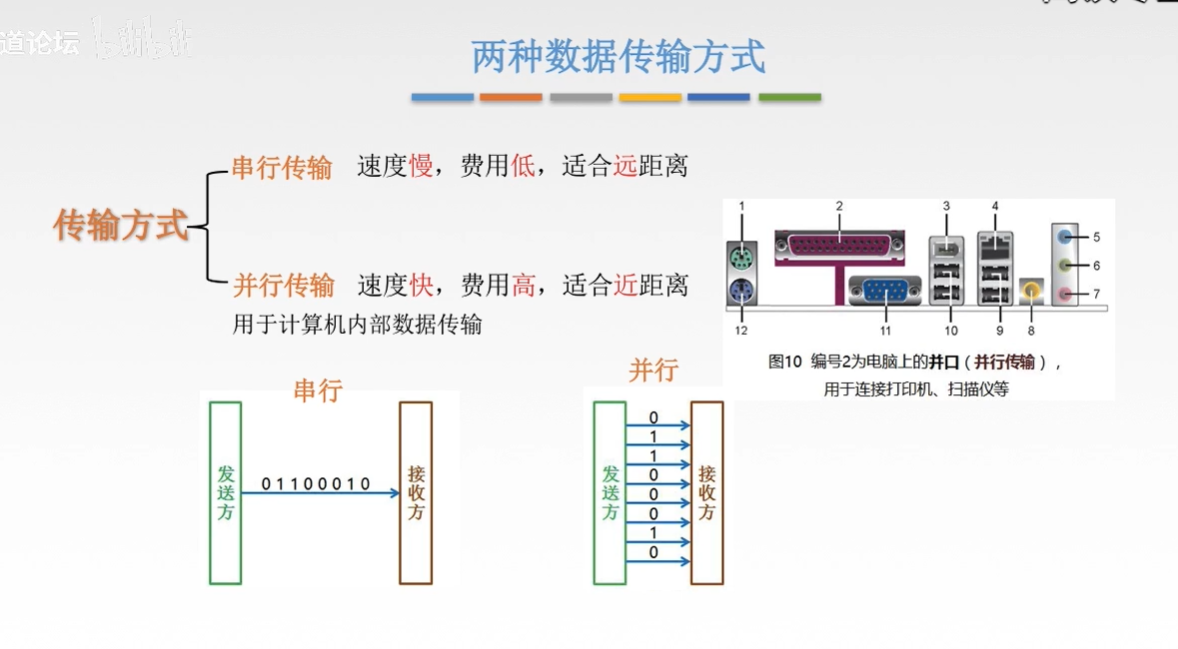 道论坛
bilibili
两种数据传输方式
串行传输 速度慢，费用低，适合远距离
传输方式
并行传输 速度快，费用高，适合近距离
用于计算机内部数据传输
1 2 3 4
5
6
7
12 11 10 9 8
图10 编号2为电脑上的并口（并行传输），
用于连接打印机、扫描仪等
串行
发送方
01100010
接收方
并行
发送方
0
1
1
0
0
0
1
0
接收方